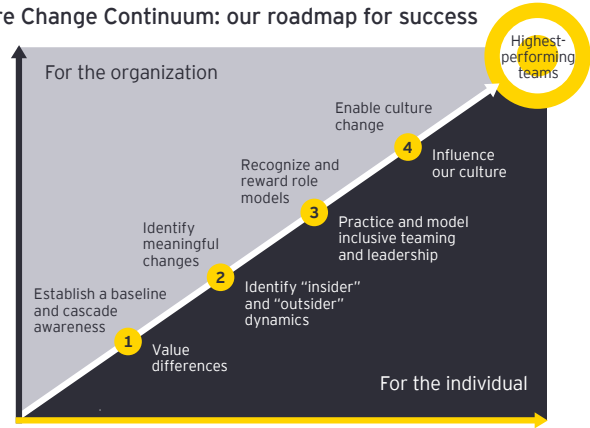 re Change Continuum: our roadmap for success
Highest-
performing
teams
For the organization
Enable culture
change
4
Influence
our culture
Recognize and
reward role
models
3
Practice and model
inclusive teaming
and leadership
Identify
meaningful
changes
2
Identify “insider”
and “outsider”
dynamics
Establish a baseline
and cascade
awareness
1
Value
differences
For the individual